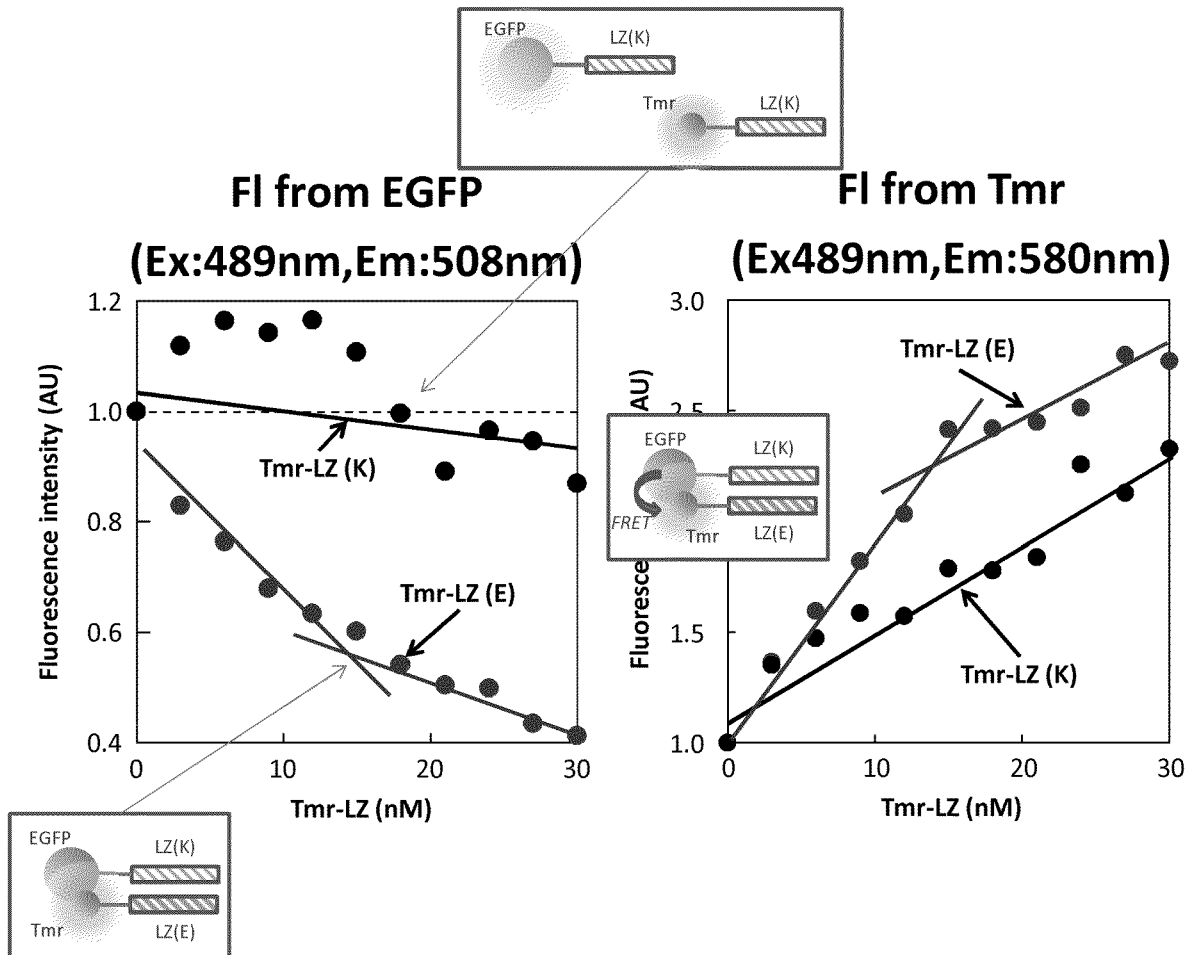 EGFP
LZ(K)
Tmr
LZ(K)
Fl from EGFP
(Ex:489nm,Em:508nm)
Fluorescence intensity (AU)
1.2
1.0
0.8
0.6
0.4
Tmr-LZ (K)
Tmr-LZ (E)
0
10
20
30
Tmr-LZ (nM)
EGFP
LZ(K)
Tmr
LZ(E)
Fl from Tmr
(Ex489nm,Em:580nm)
AU)
3.0
1.5
1.0
Tmr-LZ (E)
EGFP
LZ(K)
FRET
Tmr
LZ(E)
Tmr-LZ (K)
0
10
20
30
Tmr-LZ (nM)